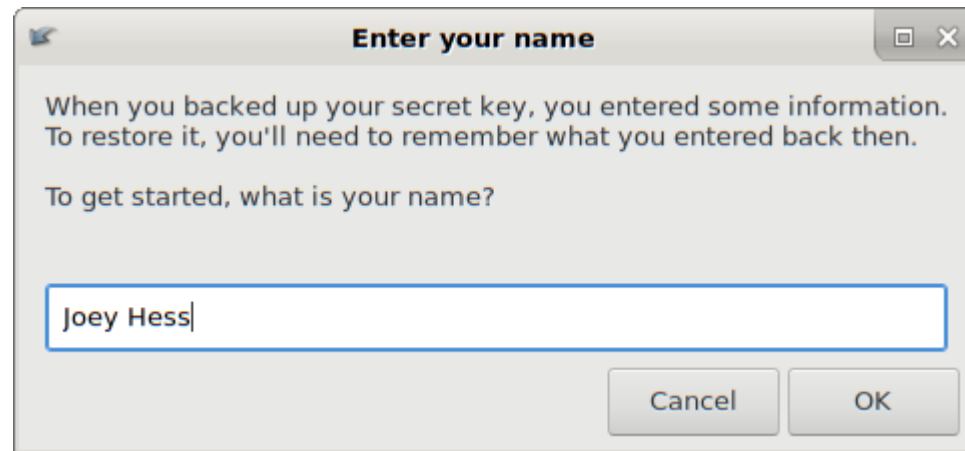 Enter your name
When you backed up your secret key, you entered some information.
To restore it, you'll need to remember what you entered back then.
To get started, what is your name?
Joey Hess
Cancel OK